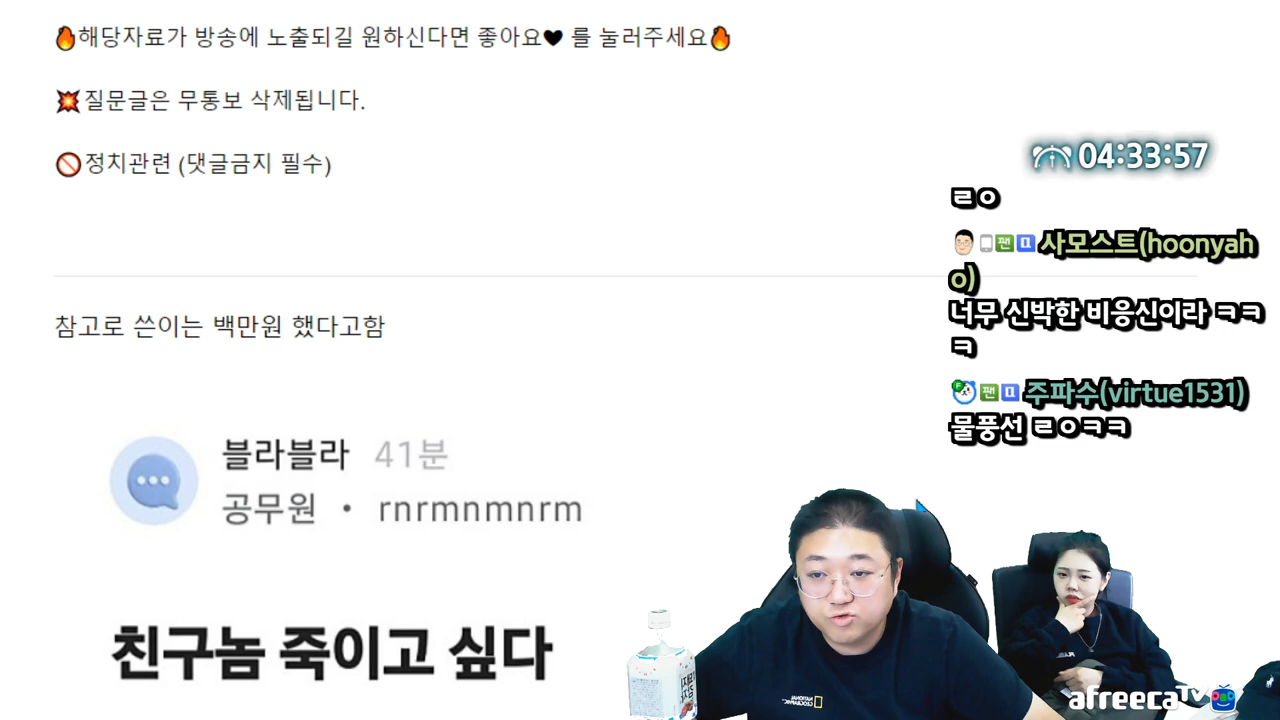 🔥해당자료가 방송에 노출되길 원하신다면 좋아요🖤 를 눌러주세요🔥
💥질문글은 무통보 삭제됩니다.
🚫정치관련 (댓글금지 필수)
04:33:57
ㄹㅇ
사모스트(hoonyah
o)
너무 신박한 비응신이라 ㅋㅋ
ㅋ
주파수(virtue1531)
물풍선 ㄹㅇㅋㅋ
참고로 쓴이는 백만원 했다고함
블라블라 41분
공무원 • rnrmnmnrm
친구놈 죽이고 싶다
NATIONAL
GEOGRAPHIC
afreecaTV